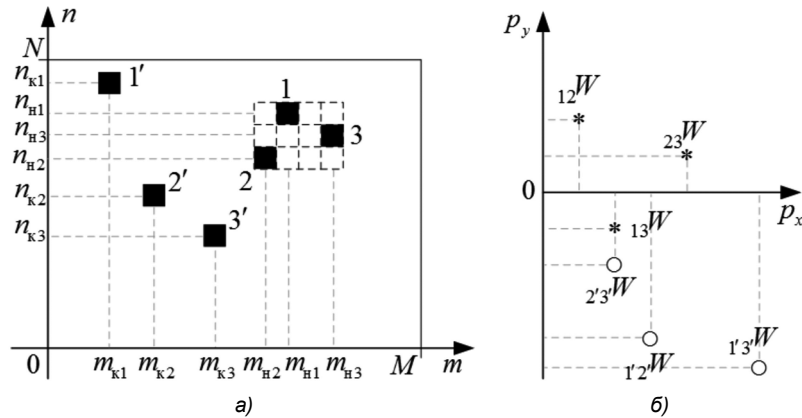 n
N
nк1
1′
nн1
1
nн3
3
nн2
2
nк2
2′
nк3
3′
0
mк1 mк2 mк3 mн2 mн1 mн3 M m
а)
py
12W
*
23W
*
0
px
* 13W
2′3′W
1′2′W
1′3′W
б)